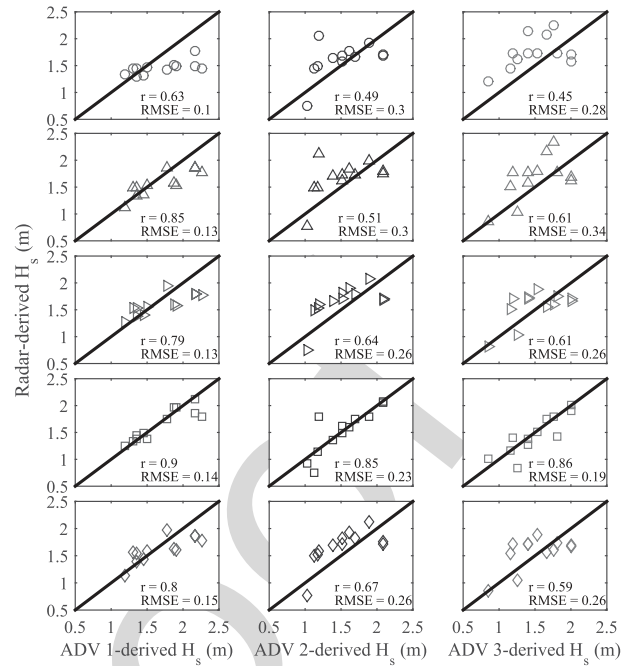 2.5
2
1.5
1
0.5
r = 0.63
RMSE = 0.1
r = 0.49
RMSE = 0.3
r = 0.45
RMSE = 0.28
2.5
2
1.5
1
0.5
r = 0.85
RMSE = 0.13
r = 0.51
RMSE = 0.3
r = 0.61
RMSE = 0.34
Radar-derived H_s (m)
2.5
2
1.5
1
0.5
r = 0.79
RMSE = 0.13
r = 0.64
RMSE = 0.26
r = 0.61
RMSE = 0.26
2.5
2
1.5
1
0.5
r = 0.9
RMSE = 0.14
r = 0.85
RMSE = 0.23
r = 0.86
RMSE = 0.19
2.5
2
1.5
1
0.5
r = 0.8
RMSE = 0.15
r = 0.67
RMSE = 0.26
r = 0.59
RMSE = 0.26
0.5 1 1.5 2 2.5
0.5 1 1.5 2 2.5
0.5 1 1.5 2 2.5
ADV 1-derived H_s (m)
ADV 2-derived H_s (m)
ADV 3-derived H_s (m)